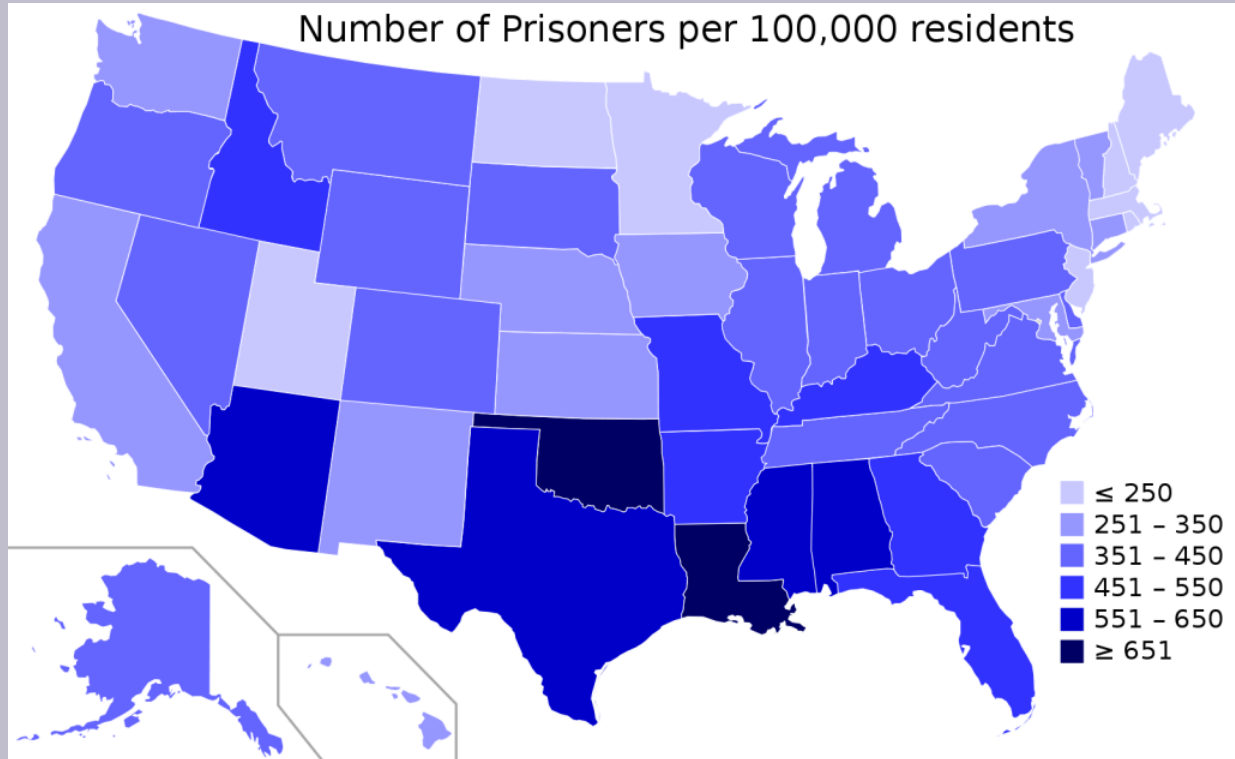 Number of Prisoners per 100,000 residents
≤ 250
251 – 350
351 – 450
451 – 550
551 – 650
≥ 651